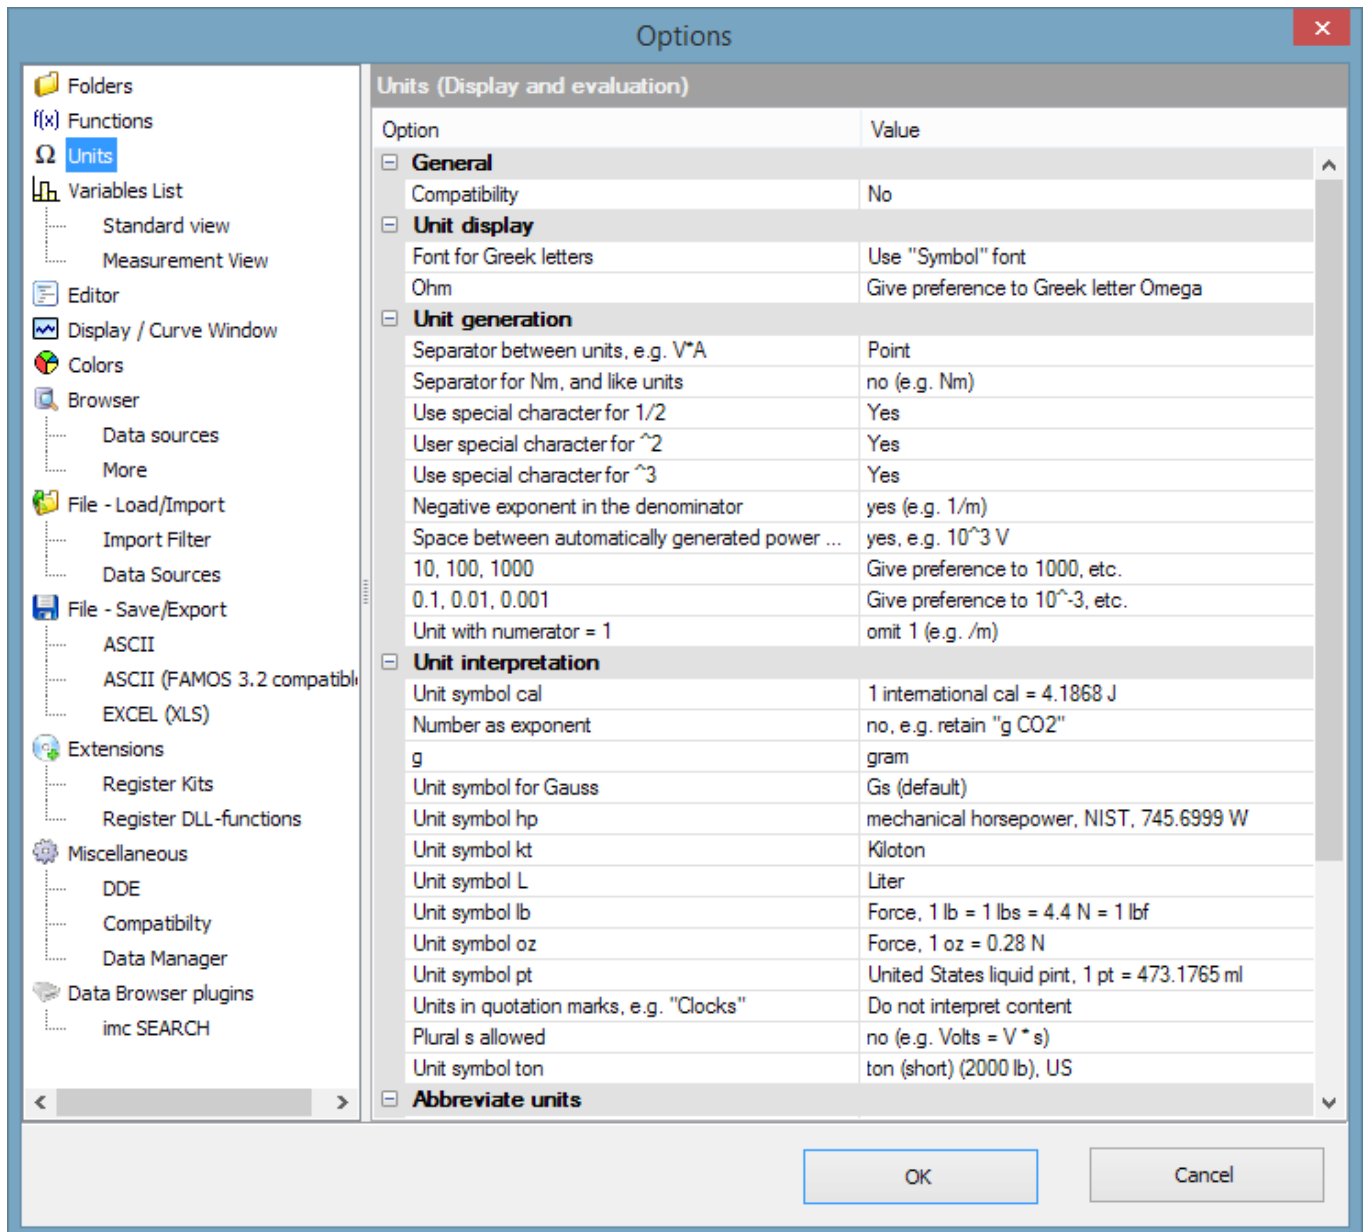 Options
Folders
f(x) Functions
Ω Units
Variables List
Standard view
Measurement View
Editor
Display / Curve Window
Colors
Browser
Data sources
More
File - Load/Import
Import Filter
Data Sources
File - Save/Export
ASCII
ASCII (FAMOS 3.2 compatible
EXCEL (XLS)
Extensions
Register Kits
Register DLL-functions
Miscellaneous
DDE
Compatibilty
Data Manager
Data Browser plugins
imc SEARCH
Units (Display and evaluation)
Option Value
General
Compatibility No
Unit display
Font for Greek letters Use "Symbol" font
Ohm Give preference to Greek letter Omega
Unit generation
Separator between units, e.g. V*A Point
Separator for Nm, and like units no (e.g. Nm)
Use special character for 1/2 Yes
User special character for ^2 Yes
Use special character for ^3 Yes
Negative exponent in the denominator yes (e.g. 1/m)
Space between automatically generated power ... yes, e.g. 10^3 V
10, 100, 1000 Give preference to 1000, etc.
0.1, 0.01, 0.001 Give preference to 10^-3, etc.
Unit with numerator = 1 omit 1 (e.g. /m)
Unit interpretation
Unit symbol cal 1 international cal = 4.1868 J
Number as exponent no, e.g. retain "g CO2"
g gram
Unit symbol for Gauss Gs (default)
Unit symbol hp mechanical horsepower, NIST, 745.6999 W
Unit symbol kt Kiloton
Unit symbol L Liter
Unit symbol lb Force, 1 lb = 1 lbs = 4.4 N = 1 lbf
Unit symbol oz Force, 1 oz = 0.28 N
Unit symbol pt United States liquid pint, 1 pt = 473.1765 ml
Units in quotation marks, e.g. "Clocks" Do not interpret content
Plural s allowed no (e.g. Volts = V * s)
Unit symbol ton ton (short) (2000 lb), US
Abbreviate units
OK Cancel